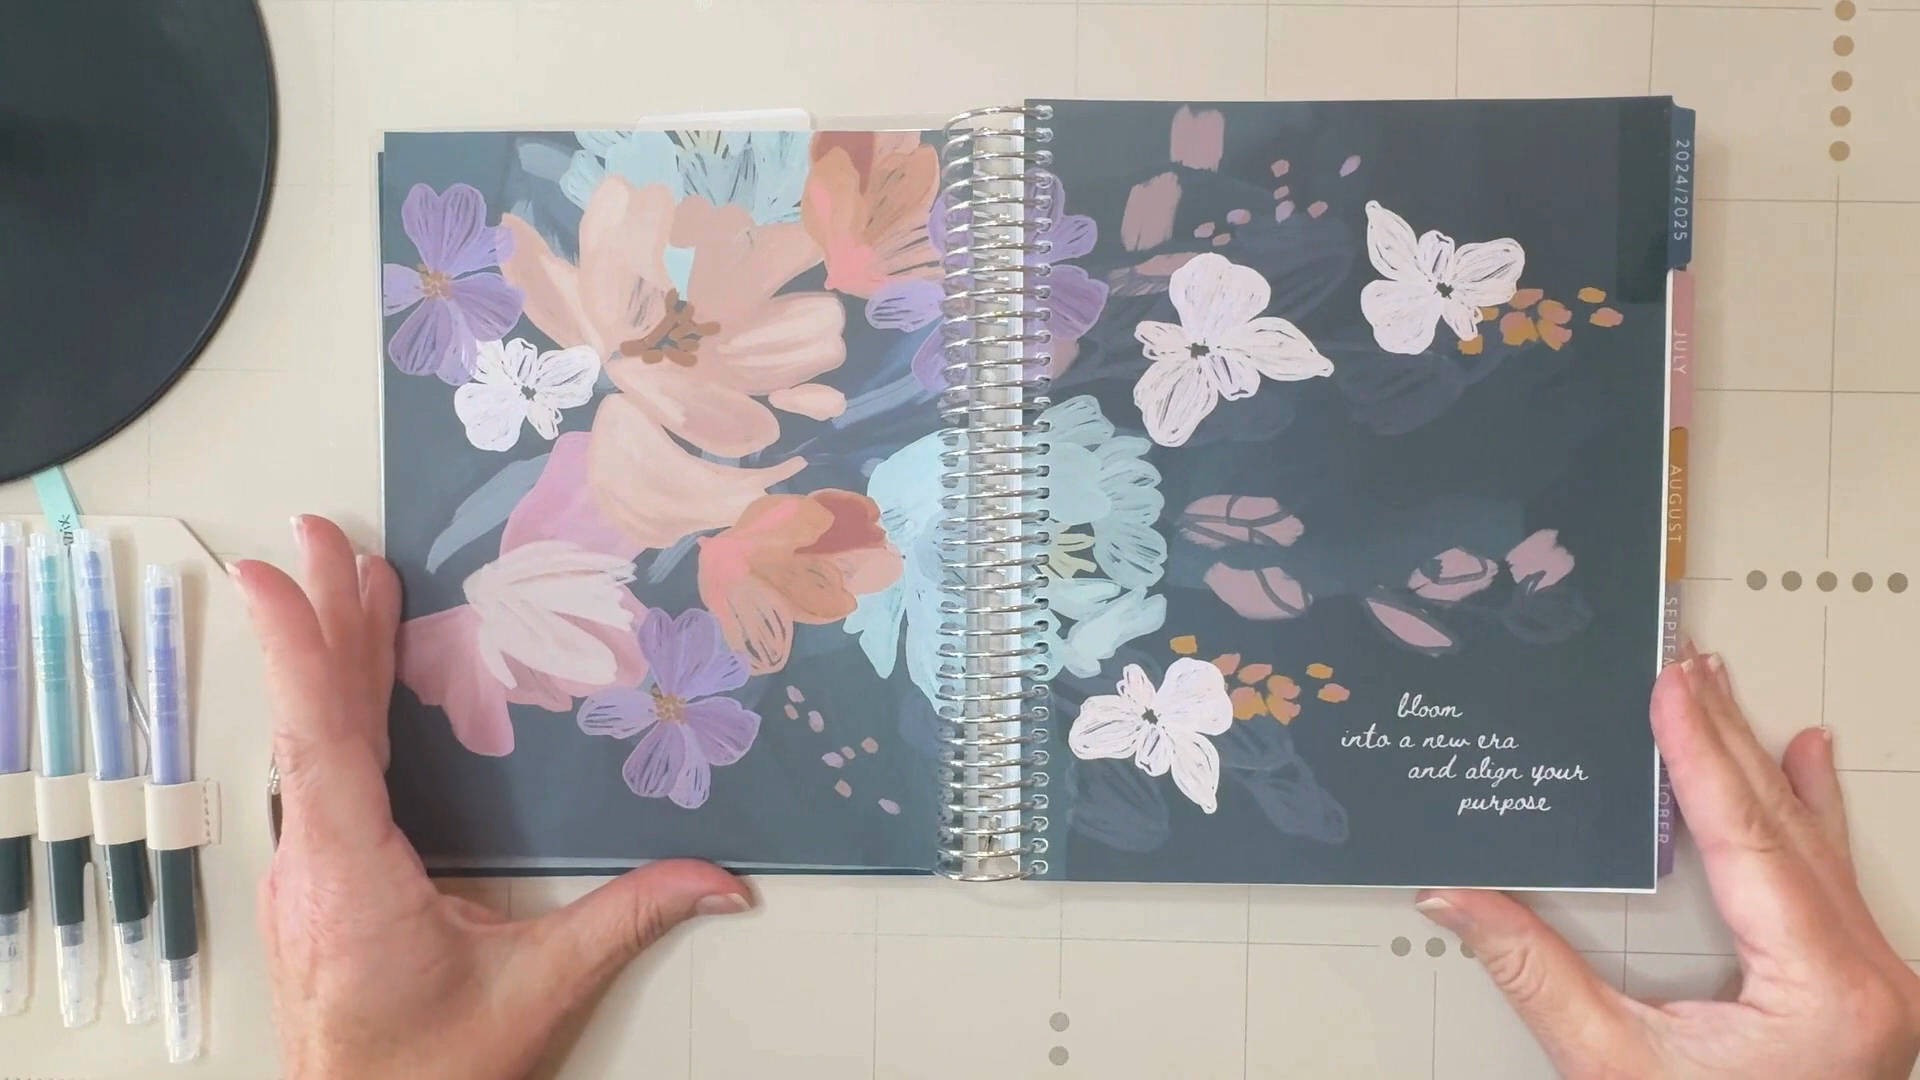 2024/2025
JULY
AUGUST
bloom
into a new era
and align your
purpose